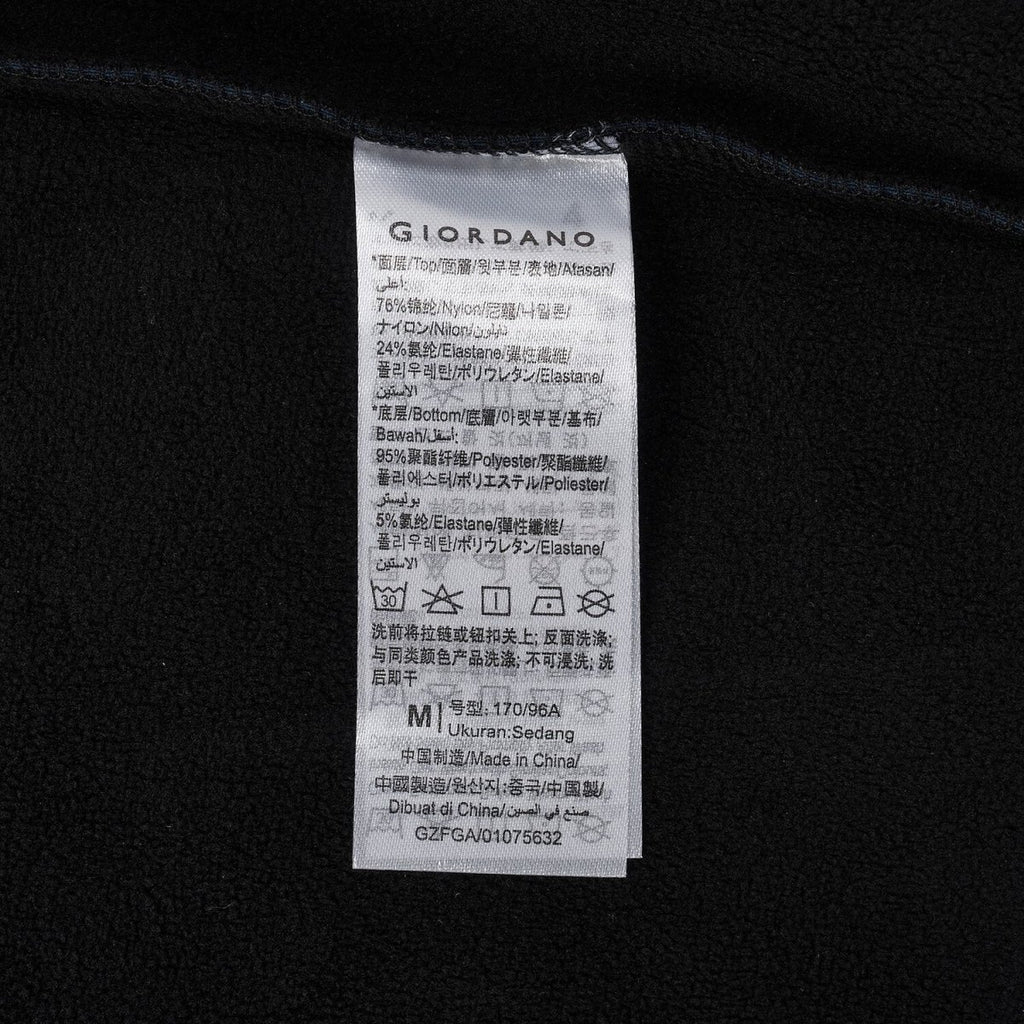 GIORDANO
*面层/Top/面層/윗부분/表地/Atasan/
أعلى:
76%锦纶/Nylon/尼龍/나일론/
ナイロン/Nilon/نايلون
24%氨纶/Elastane/彈性纖維/
폴리우레탄/ポリウレタン/Elastane/
الاستين
*底层/Bottom/底層/아랫부분/基布/
Bawah/أسفل:
95%聚酯纤维/Polyester/聚酯纖維/
폴리에스터/ポリエステル/Poliester/
بوليستر
5%氨纶/Elastane/彈性纖維/
폴리우레탄/ポリウレタン/Elastane/
الاستين
30
洗前将拉链或钮扣关上; 反面洗涤;
与同类颜色产品洗涤; 不可浸洗; 洗
后即干
M 号型: 170/96A
Ukuran:Sedang
中国制造/Made in China/
中國製造/원산지:중국/中国製/
Dibuat di China/صنع في الصين
GZFGA/01075632